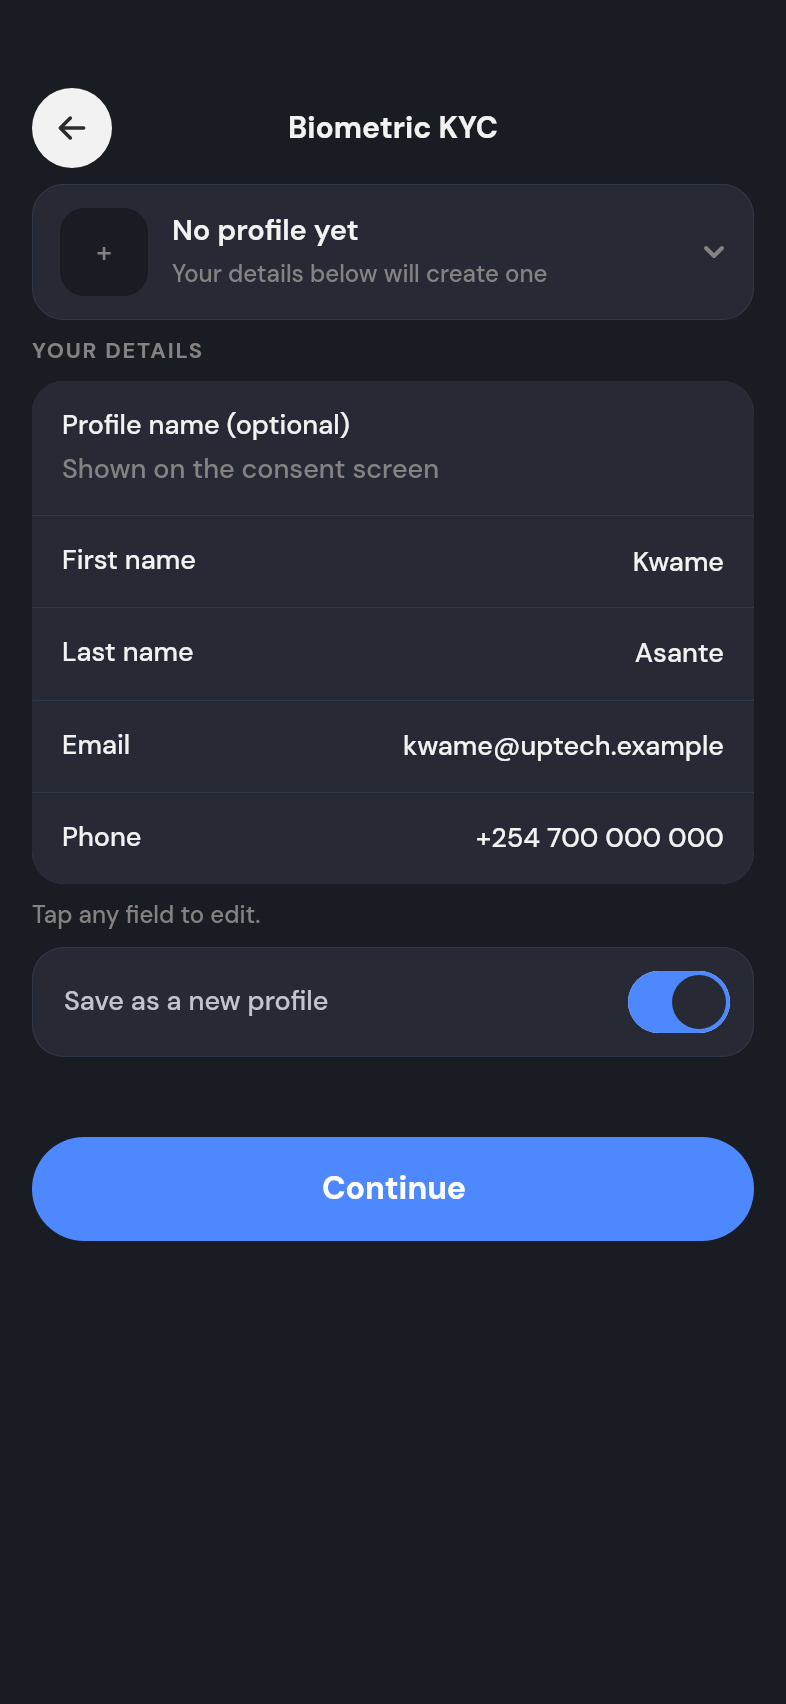 Biometric KYC
+
No profile yet
Your details below will create one
YOUR DETAILS
Profile name (optional)
Shown on the consent screen
First name
Kwame
Last name
Asante
Email
kwame@uptech.example
Phone
+254 700 000 000
Tap any field to edit.
Save as a new profile
Continue